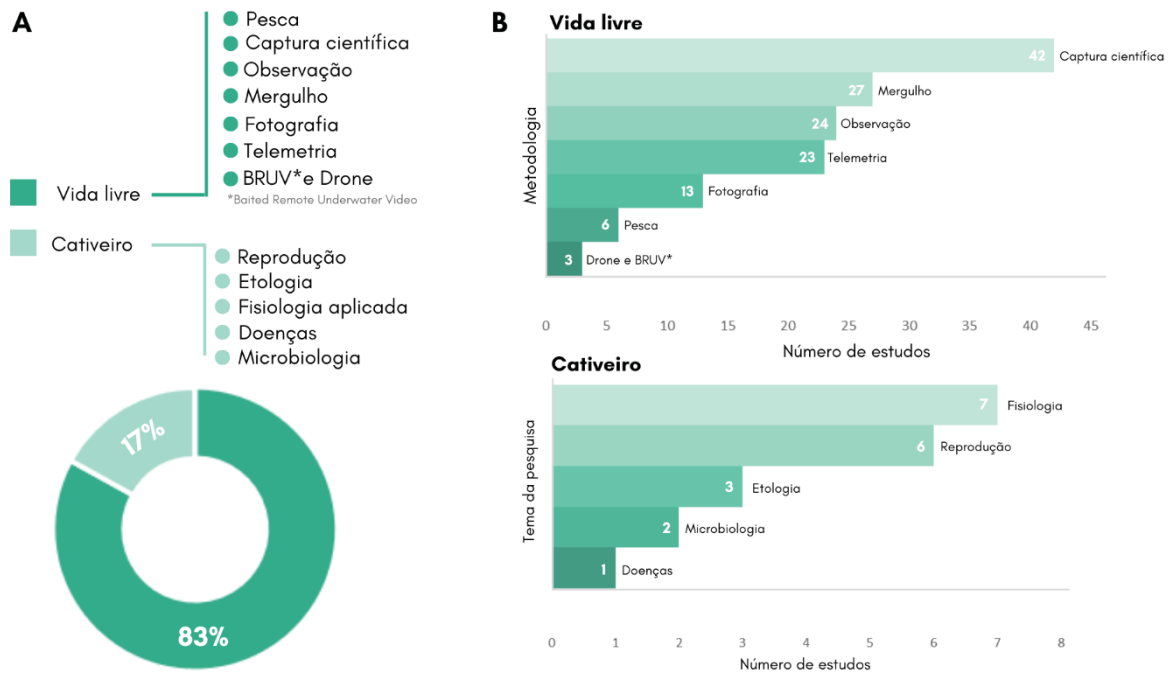 A
Pesca
Captura científica
Observação
Mergulho
Fotografia
Telemetria
BRUV*e Drone
*Baited Remote Underwater Video
Vida livre
Cativeiro
Reprodução
Etologia
Fisiologia aplicada
Doenças
Microbiologia
17%
83%
B
Vida livre
Metodologia
42 Captura científica
27 Mergulho
24 Observação
23 Telemetria
13 Fotografia
6 Pesca
3 Drone e BRUV*
0 5 10 15 20 25 30 35 40 45
Número de estudos
Cativeiro
Tema da pesquisa
7 Fisiologia
6 Reprodução
3 Etologia
2 Microbiologia
1 Doenças
0 1 2 3 4 5 6 7 8
Número de estudos